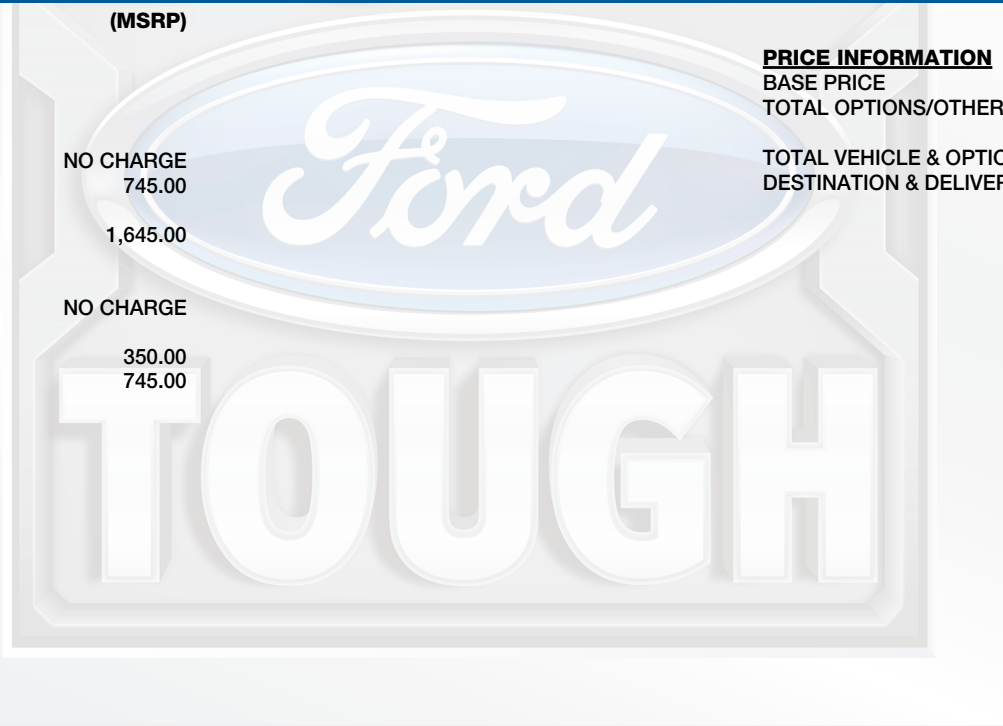 (MSRP)
NO CHARGE
745.00
1,645.00
NO CHARGE
350.00
745.00
PRICE INFORMATION
BASE PRICE
TOTAL OPTIONS/OTHER
TOTAL VEHICLE & OPTIO
DESTINATION & DELIVER
Ford
TOUGH